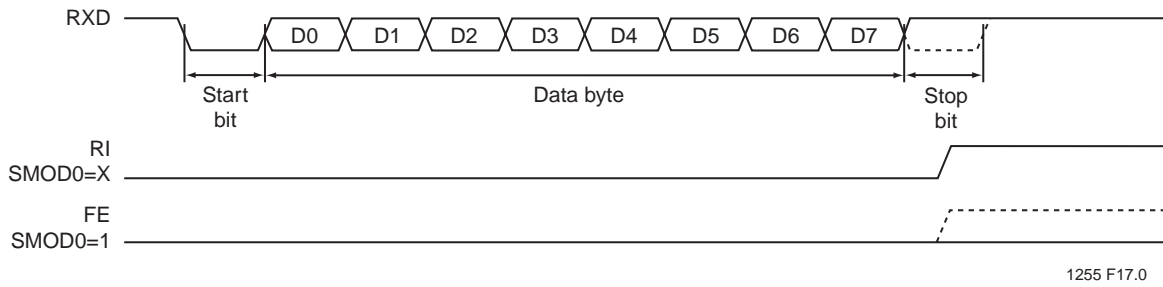 RXD
D0 D1 D2 D3 D4 D5 D6 D7
Start
bit
Data byte
Stop
bit
RI
SMOD0=X
FE
SMOD0=1
1255 F17.0